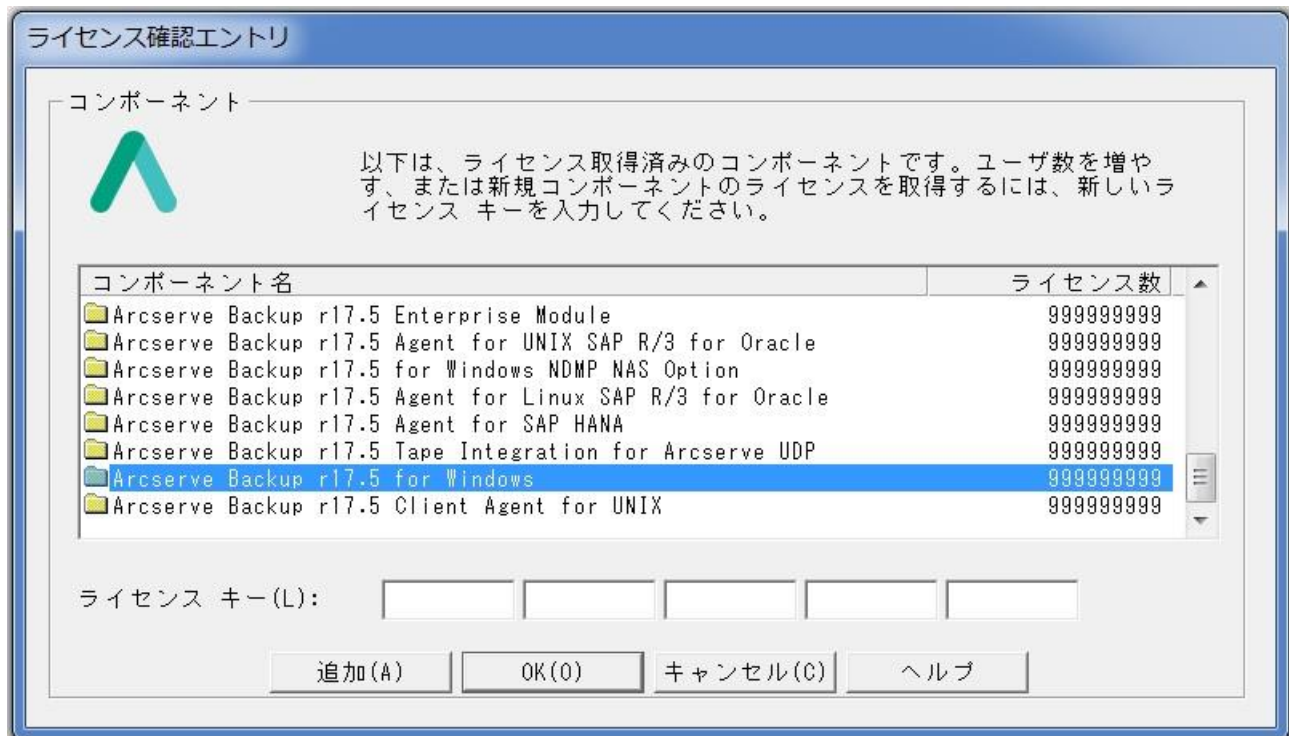 ライセンス確認エントリ
コンポーネント
以下は、ライセンス取得済みのコンポーネントです。ユーザ数を増や
す、または新規コンポーネントのライセンスを取得するには、新しいラ
イセンス キーを入力してください。
コンポーネント名 ライセンス数
Arcserve Backup r17.5 Enterprise Module 999999999
Arcserve Backup r17.5 Agent for UNIX SAP R/3 for Oracle 999999999
Arcserve Backup r17.5 for Windows NDMP NAS Option 999999999
Arcserve Backup r17.5 Agent for Linux SAP R/3 for Oracle 999999999
Arcserve Backup r17.5 Agent for SAP HANA 999999999
Arcserve Backup r17.5 Tape Integration for Arcserve UDP 999999999
Arcserve Backup r17.5 for Windows 999999999
Arcserve Backup r17.5 Client Agent for UNIX 999999999
ライセンス キー(L):
追加(A) OK(O) キャンセル(C) ヘルプ